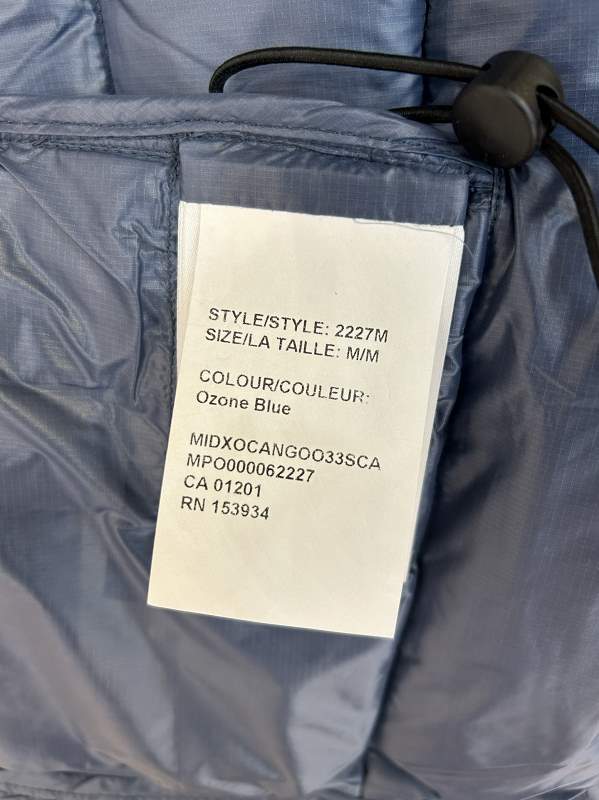 STYLE/STYLE: 2227M
SIZE/LA TAILLE: M/M
COLOUR/COULEUR:
Ozone Blue
MIDXOCANGOO33SCA
MPO000062227
CA 01201
RN 153934